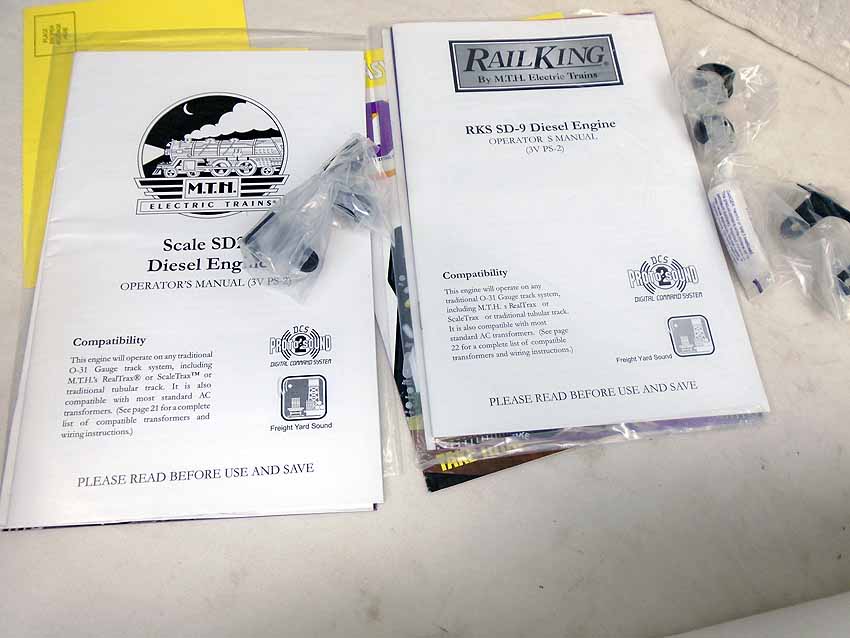 PLACE
HERE
M.T.H.
ELECTRIC TRAINS®
Scale SD
Diesel
OPERATOR'S MANUAL (3V PS-2)
Compatibility
This engine will operate on any traditional
O-31 Gauge track system, including
M.T.H.'s RealTrax® or ScaleTrax™ or
traditional tubular track. It is also
compatible with most standard AC
transformers. (See page 21 for a complete
list of compatible transformers and
wiring instructions.)
DCS
PROTO-SOUND
2
DIGITAL COMMAND SYSTEM
Freight Yard Sound
PLEASE READ BEFORE USE AND SAVE
RAILKING®
By M.T.H. Electric Trains
RKS SD-9 Diesel Engine
OPERATOR S MANUAL
(3V PS-2)
Compatibility
This engine will operate on any
traditional O-31 Gauge track system,
including M.T.H. s RealTrax or
ScaleTrax or traditional tubular track.
It is also compatible with most
standard AC transformers. (See page
22 for a complete list of compatible
transformers and wiring instructions.)
DCS
PROTO-SOUND
2
DIGITAL COMMAND SYSTEM
Freight Yard Sound
PLEASE READ BEFORE USE AND SAVE